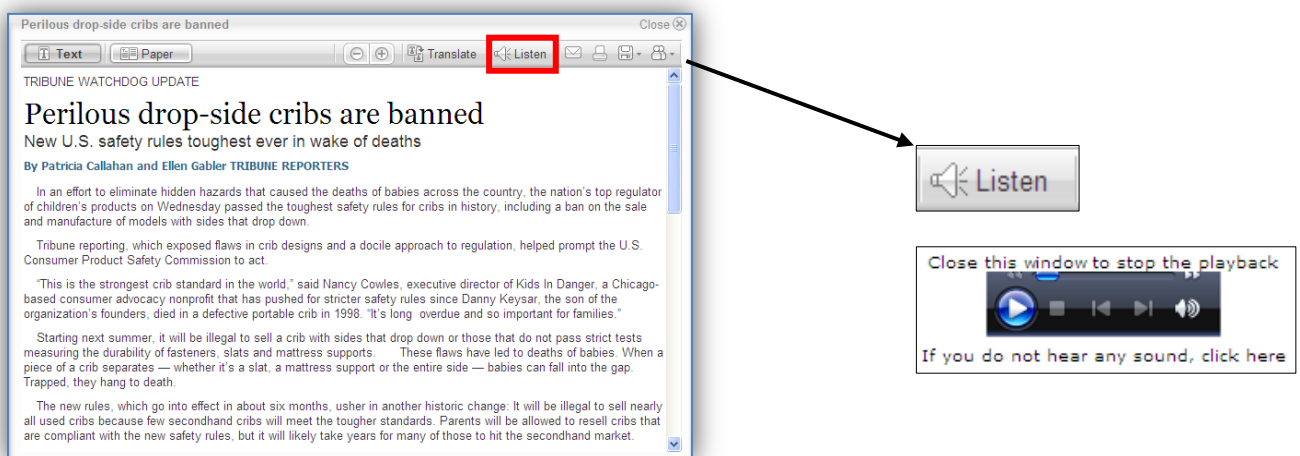 Perilous drop-side cribs are banned Close
Text Paper Translate Listen
TRIBUNE WATCHDOG UPDATE
Perilous drop-side cribs are banned
New U.S. safety rules toughest ever in wake of deaths
By Patricia Callahan and Ellen Gabler TRIBUNE REPORTERS
In an effort to eliminate hidden hazards that caused the deaths of babies across the country, the nation's top regulator
of children's products on Wednesday passed the toughest safety rules for cribs in history, including a ban on the sale
and manufacture of models with sides that drop down.
Tribune reporting, which exposed flaws in crib designs and a docile approach to regulation, helped prompt the U.S.
Consumer Product Safety Commission to act.
“This is the strongest crib standard in the world,” said Nancy Cowles, executive director of Kids In Danger, a Chicago-
based consumer advocacy nonprofit that has pushed for stricter safety rules since Danny Keysar, the son of the
organization's founders, died in a defective portable crib in 1998. “It's long overdue and so important for families.”
Starting next summer, it will be illegal to sell a crib with sides that drop down or those that do not pass strict tests
measuring the durability of fasteners, slats and mattress supports. These flaws have led to deaths of babies. When a
piece of a crib separates — whether it's a slat, a mattress support or the entire side — babies can fall into the gap.
Trapped, they hang to death.
The new rules, which go into effect in about six months, usher in another historic change: It will be illegal to sell nearly
all used cribs because few secondhand cribs will meet the tougher standards. Parents will be allowed to resell cribs that
are compliant with the new safety rules, but it will likely take years for many of those to hit the secondhand market.
Listen
Close this window to stop the playback
If you do not hear any sound, click here